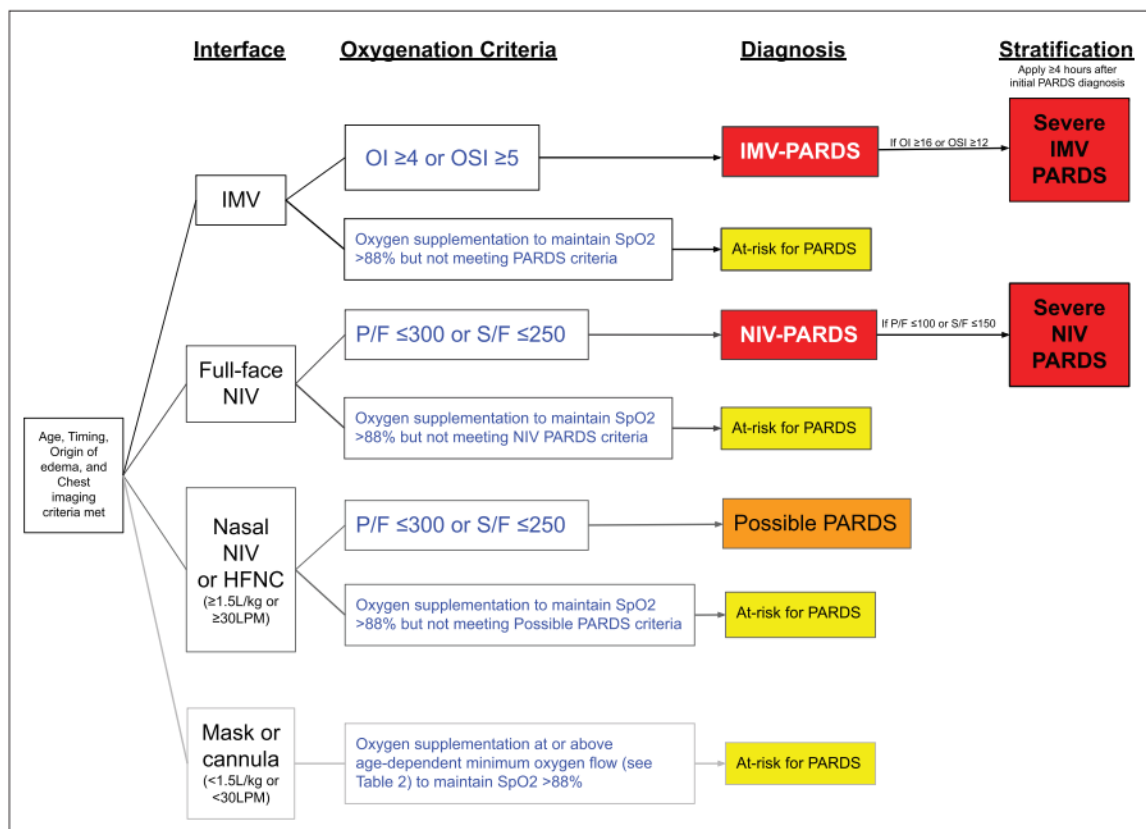 Interface
Oxygenation Criteria
Diagnosis
Stratification
Apply ≥4 hours after
initial PARDS diagnosis
IMV
OI ≥4 or OSI ≥5
IMV-PARDS
If OI ≥16 or OSI ≥12
Severe
IMV
PARDS
Oxygen supplementation to maintain SpO2
>88% but not meeting PARDS criteria
At-risk for PARDS
Full-face
NIV
P/F ≤300 or S/F ≤250
NIV-PARDS
If P/F ≤100 or S/F ≤150
Severe
NIV
PARDS
Oxygen supplementation to maintain SpO2
>88% but not meeting NIV PARDS criteria
At-risk for PARDS
Age, Timing,
Origin of
edema, and
Chest
imaging
criteria met
Nasal
NIV
or HFNC
(≥1.5L/kg or
≥30LPM)
P/F ≤300 or S/F ≤250
Possible PARDS
Oxygen supplementation to maintain SpO2
>88% but not meeting Possible PARDS criteria
At-risk for PARDS
Mask or
cannula
(<1.5L/kg or
<30LPM)
Oxygen supplementation at or above
age-dependent minimum oxygen flow (see
Table 2) to maintain SpO2 >88%
At-risk for PARDS